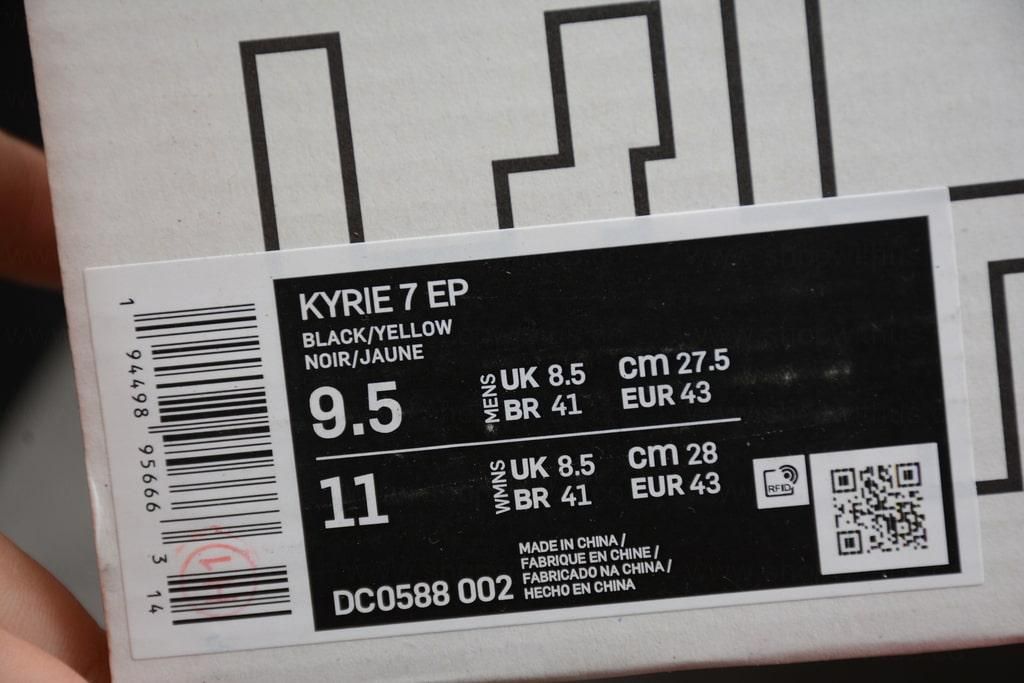 KYRIE 7 EP
BLACK/YELLOW
NOIR/JAUNE
9.5
MENS
UK 8.5 cm 27.5
BR 41 EUR 43
11
WMNS
UK 8.5 cm 28
BR 41 EUR 43
RFID
MADE IN CHINA /
FABRIQUE EN CHINE /
FABRICADO NA CHINA /
HECHO EN CHINA
DC0588 002
1 94498 95666 3 14